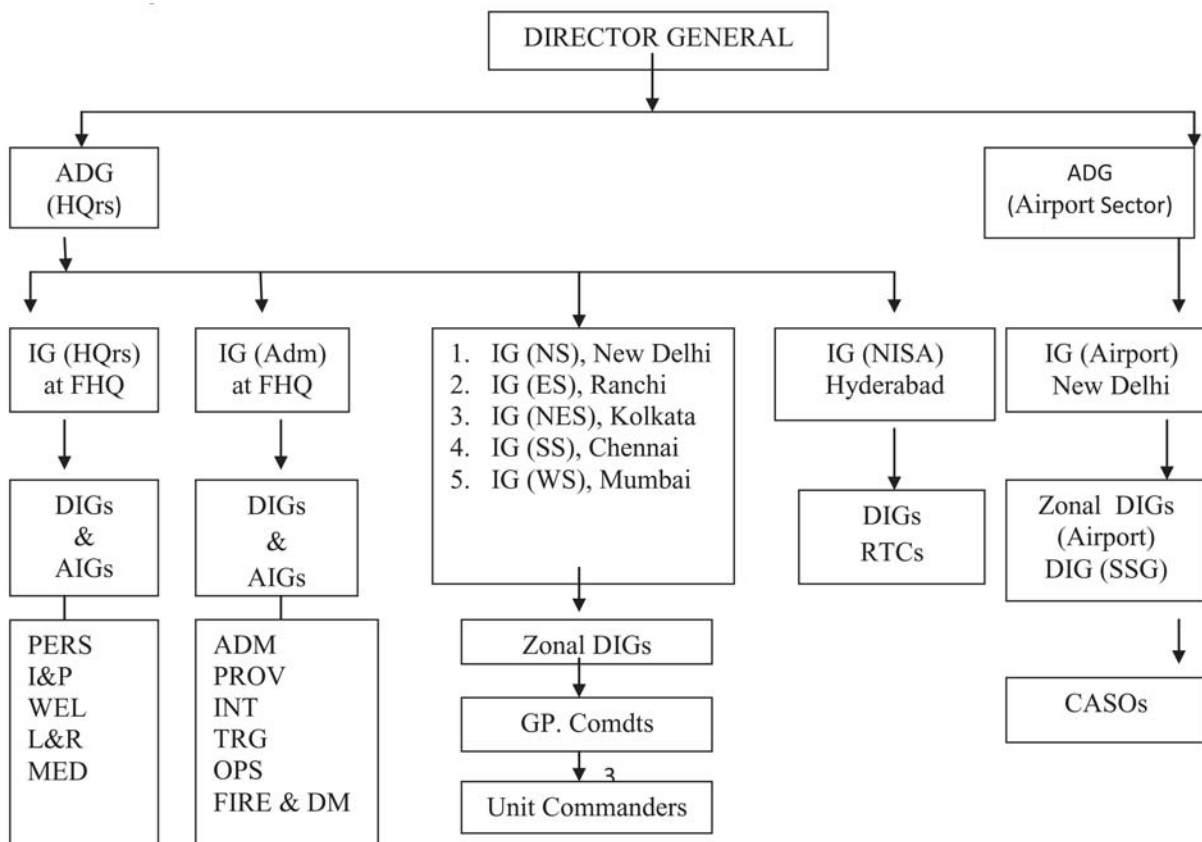 DIRECTOR GENERAL
ADG
(HQrs)
ADG
(Airport Sector)
IG (HQrs)
at FHQ
IG (Adm)
at FHQ
1. IG (NS), New Delhi
2. IG (ES), Ranchi
3. IG (NES), Kolkata
4. IG (SS), Chennai
5. IG (WS), Mumbai
IG (NISA)
Hyderabad
IG (Airport)
New Delhi
DIGs
&
AIGs
DIGs
&
AIGs
DIGs
RTCs
Zonal DIGs
(Airport)
DIG (SSG)
PERS
I&P
WEL
L&R
MED
ADM
PROV
INT
TRG
OPS
FIRE & DM
Zonal DIGs
GP. Comdts
3
Unit Commanders
CASOs